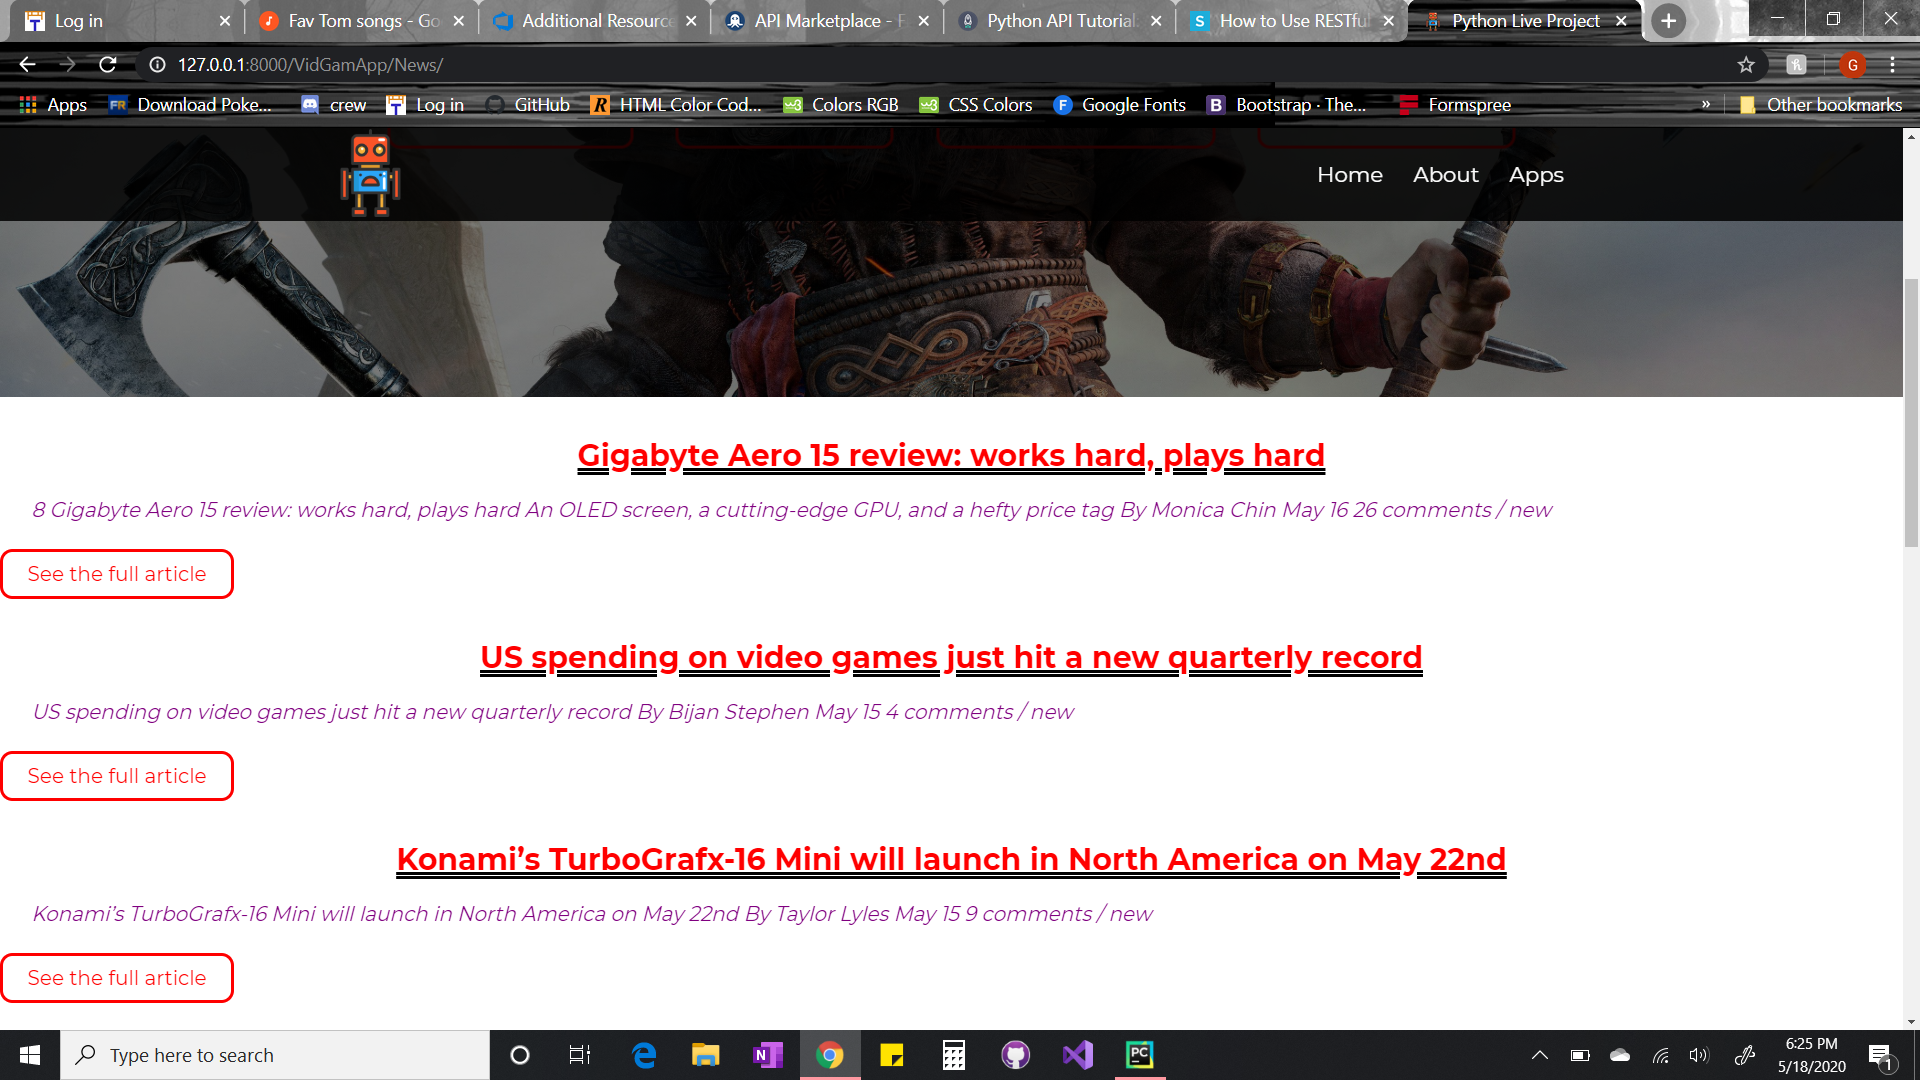 Log in
Fav Tom songs - Go
Additional Resource
API Marketplace -
Python API Tutorial
How to Use RESTfu
Python Live Project
127.0.0.1:8000/VidGamApp/News/
G
Apps
Download Poke...
crew
Log in
GitHub
HTML Color Cod...
Colors RGB
CSS Colors
Google Fonts
Bootstrap · The...
Formspree
»
Other bookmarks
Home
About
Apps
Gigabyte Aero 15 review: works hard, plays hard
8 Gigabyte Aero 15 review: works hard, plays hard An OLED screen, a cutting-edge GPU, and a hefty price tag By Monica Chin May 16 26 comments / new
See the full article
US spending on video games just hit a new quarterly record
US spending on video games just hit a new quarterly record By Bijan Stephen May 15 4 comments / new
See the full article
Konami’s TurboGrafx-16 Mini will launch in North America on May 22nd
Konami’s TurboGrafx-16 Mini will launch in North America on May 22nd By Taylor Lyles May 15 9 comments / new
See the full article
Type here to search
6:25 PM
5/18/2020
1